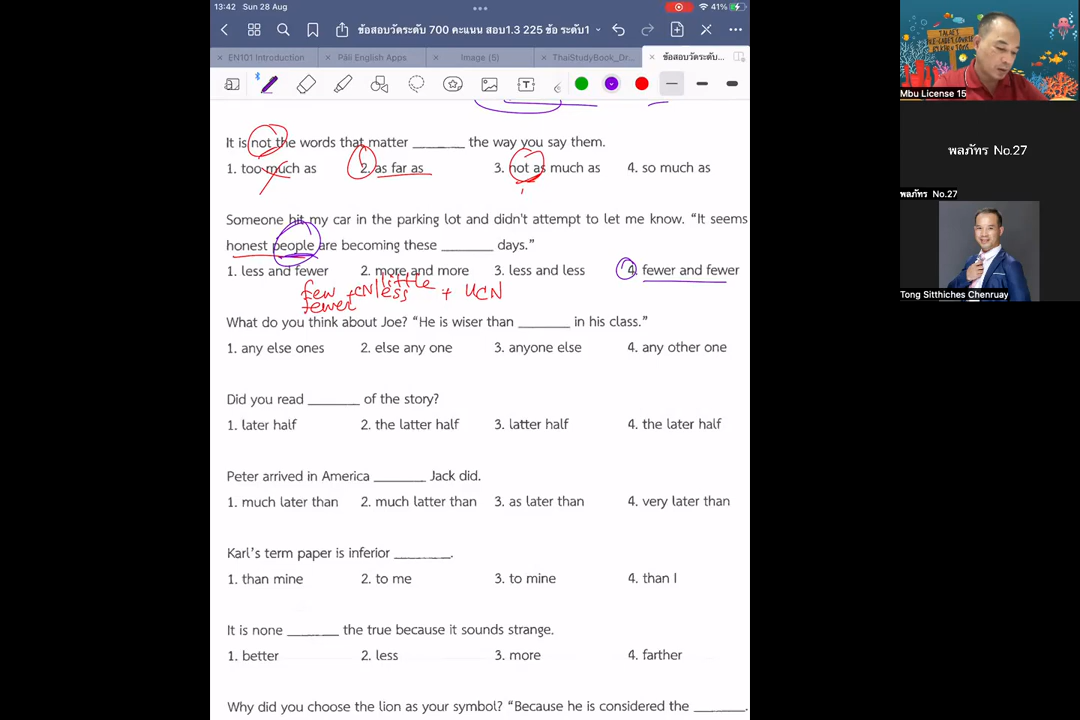 13:42 Sun 28 Aug
41%
ข้อสอบวัดระดับ 700 คะแนน สอบ1.3 225 ข้อ ระดับ1
EN101 Introduction
Pāli English Apps
Image (5)
ThaiStudyBook_Or...
ข้อสอบวัดระดับ...
It is not the words that matter ________ the way you say them.
1. too much as 2. as far as 3. not as much as 4. so much as
Someone hit my car in the parking lot and didn't attempt to let me know. "It seems
honest people are becoming these ________ days."
1. less and fewer 2. more and more 3. less and less 4. fewer and fewer
few + CN little
fewer less + UCN
What do you think about Joe? "He is wiser than ________ in his class."
1. any else ones 2. else any one 3. anyone else 4. any other one
Did you read ________ of the story?
1. later half 2. the latter half 3. latter half 4. the later half
Peter arrived in America ________ Jack did.
1. much later than 2. much latter than 3. as later than 4. very later than
Karl's term paper is inferior ________.
1. than mine 2. to me 3. to mine 4. than I
It is none ________ the true because it sounds strange.
1. better 2. less 3. more 4. farther
Why did you choose the lion as your symbol? "Because he is considered the ________.
Mbu License 15
พลภัทร No.27
พลภัทร No.27
Tong Sitthiches Chenruay